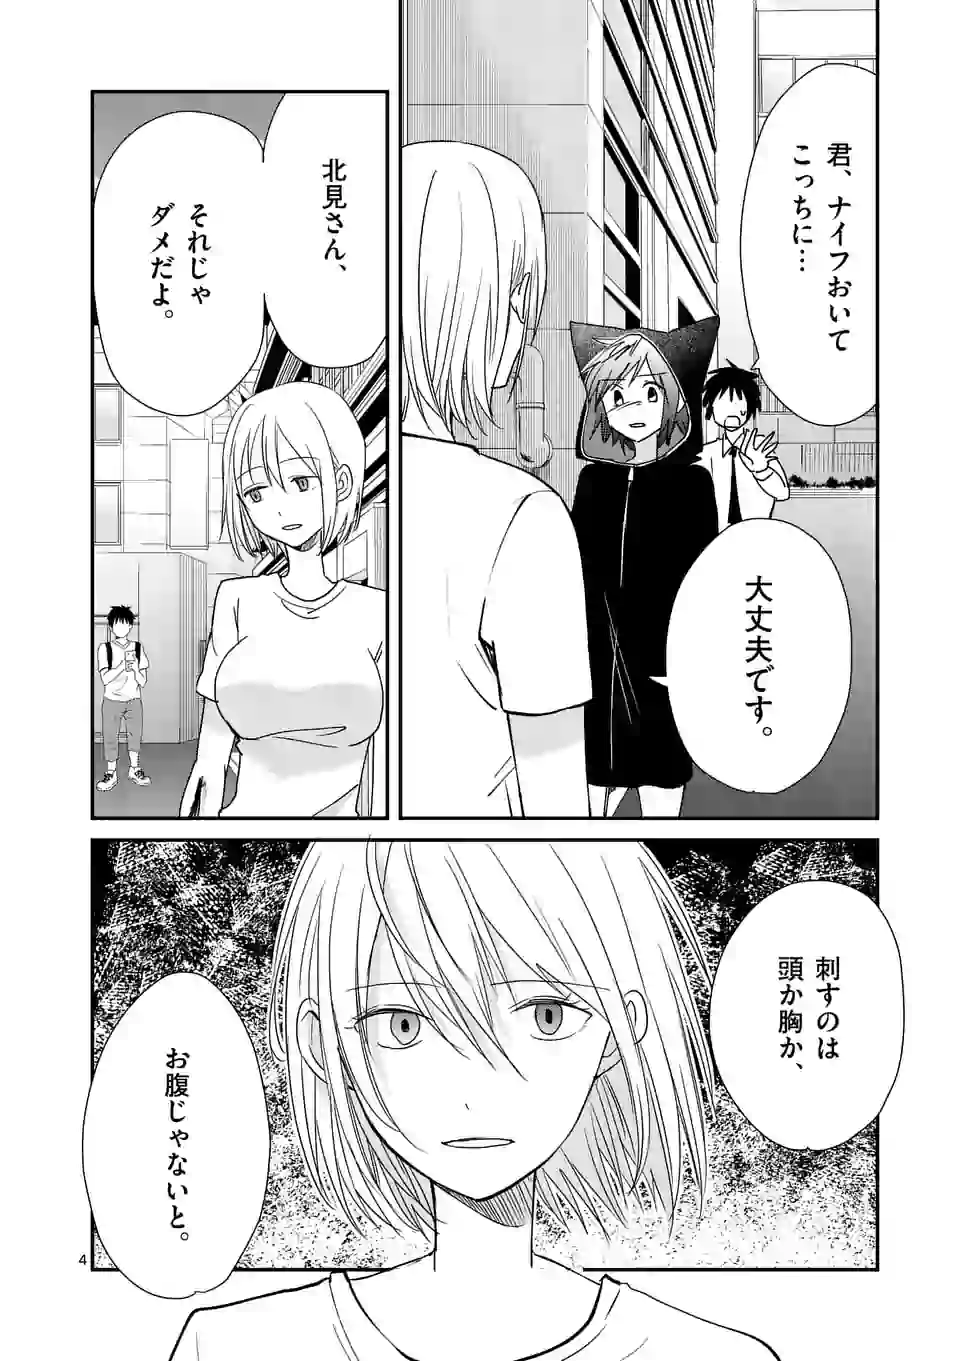 君、ナイフおいて
こっちに…
大丈夫です。
北見さん、
それじゃ
ダメだよ。
刺すのは
頭か胸か、
お腹じゃないと。
4